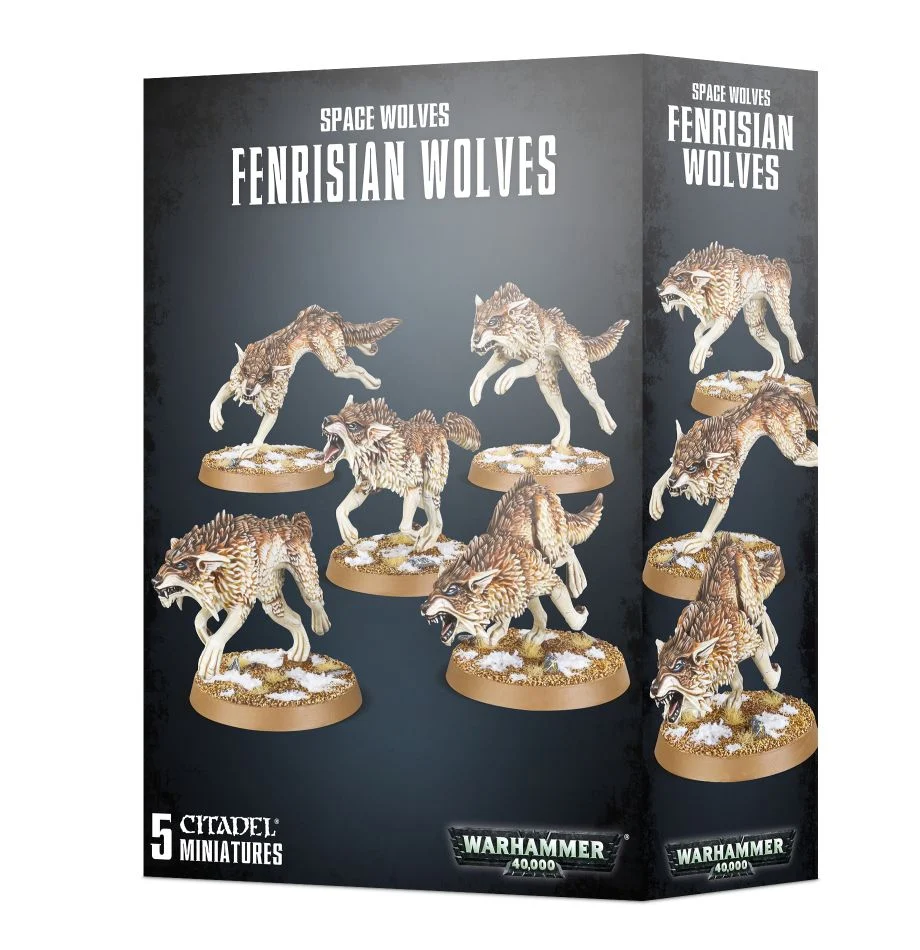 SPACE WOLVES
FENRISIAN WOLVES
5 CITADEL®
MINIATURES
WARHAMMER®
40,000
SPACE WOLVES
FENRISIAN
WOLVES
WARHAMMER
40,000